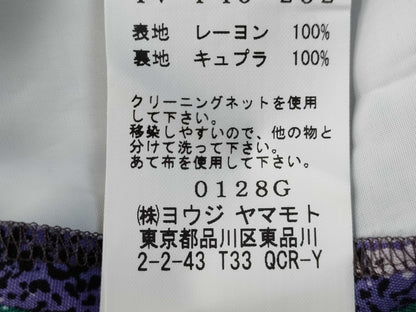 表地 レーヨン 100%
裏地 キュプラ 100%
クリーニングネットを使用
して下さい。
移染しやすいので、他の物と
分けて洗って下さい。
あて布を使用して下さい。
0128G
㈱ヨウジ ヤマモト
東京都品川区東品川
2-2-43 T33 QCR-Y